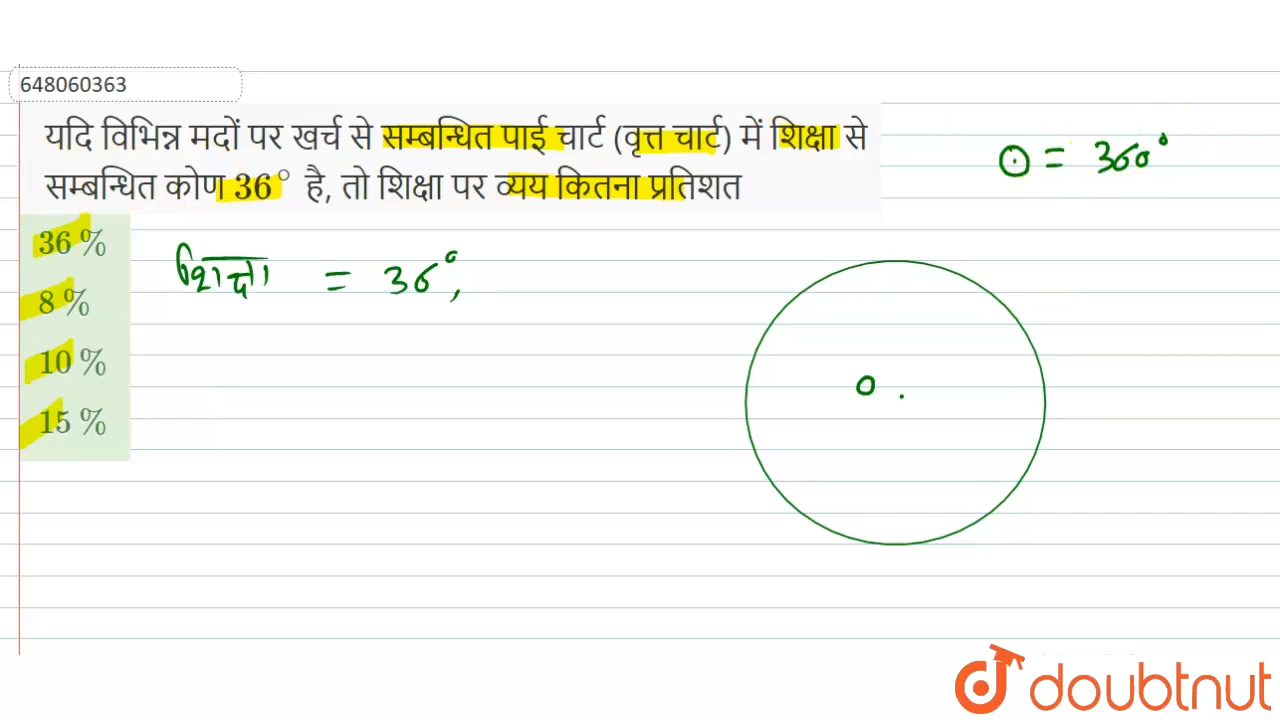 648060363
यदि विभिन्न मदों पर खर्च से सम्बन्धित पाई चार्ट (वृत्त चार्ट) में शिक्षा से
सम्बन्धित कोण 36° है, तो शिक्षा पर व्यय कितना प्रतिशत
⊙ = 360°
36 %
शिक्षा = 36°,
8 %
10 %
15 %
0 .
doubtnut